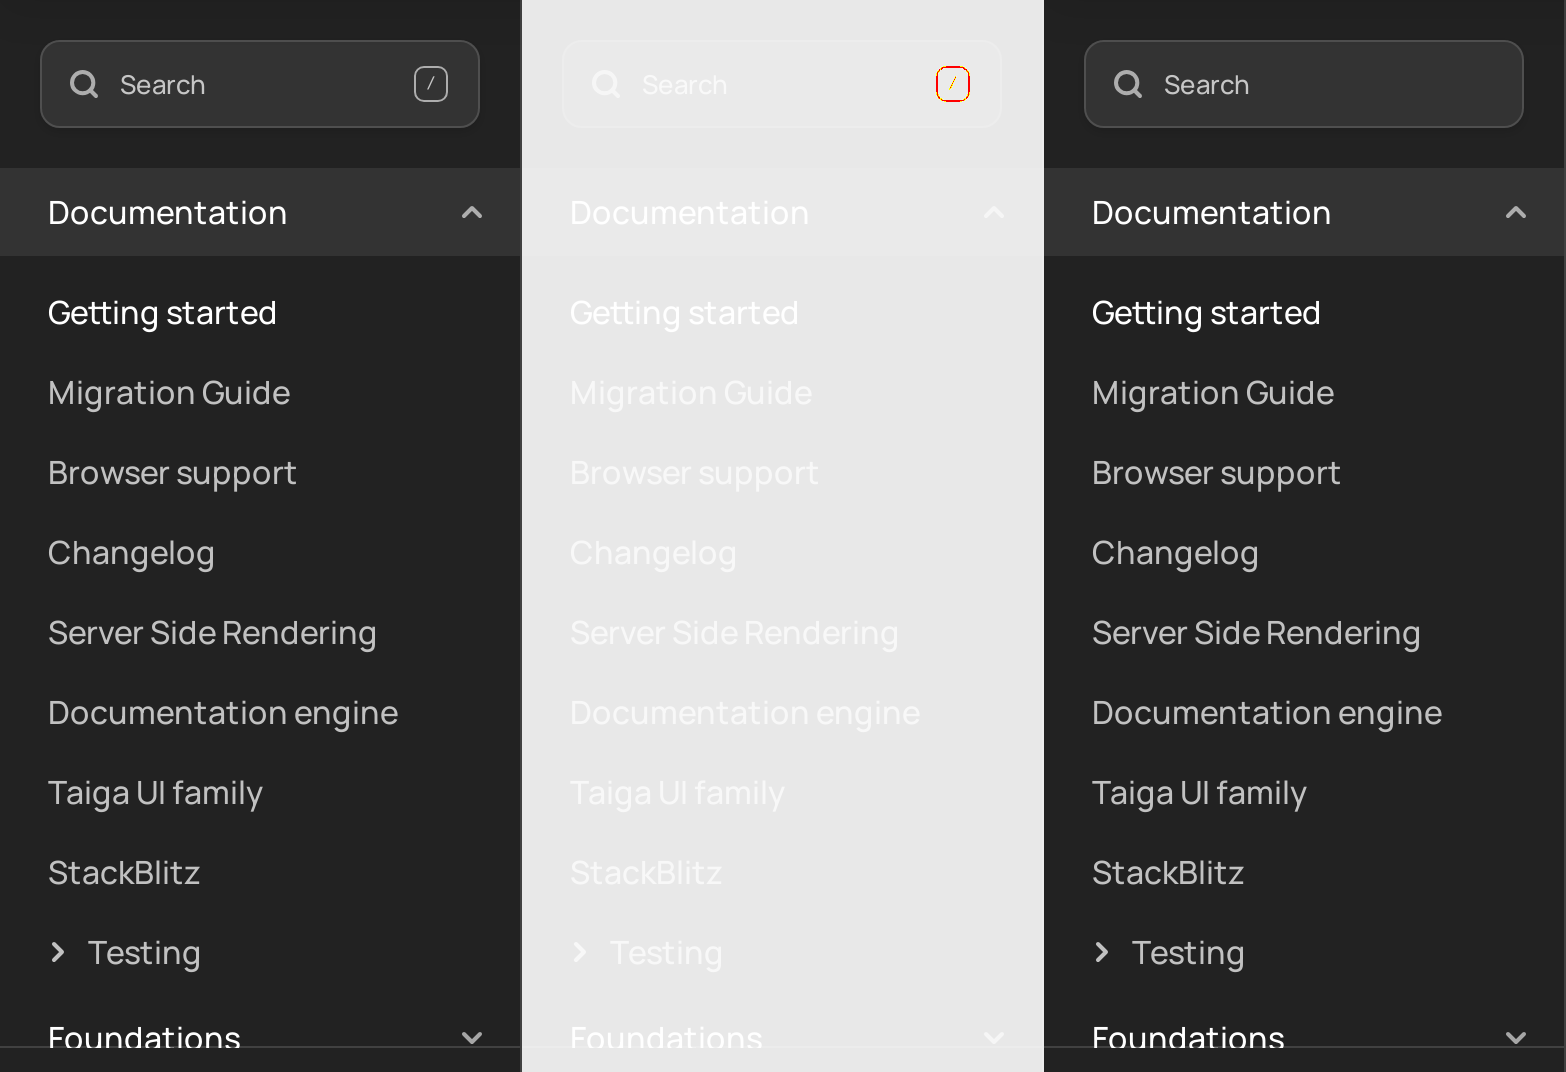 Search /
Documentation
Getting started
Migration Guide
Browser support
Changelog
Server Side Rendering
Documentation engine
Taiga UI family
StackBlitz
Testing
Foundations
Search /
Documentation
Getting started
Migration Guide
Browser support
Changelog
Server Side Rendering
Documentation engine
Taiga UI family
StackBlitz
Testing
Foundations
Search
Documentation
Getting started
Migration Guide
Browser support
Changelog
Server Side Rendering
Documentation engine
Taiga UI family
StackBlitz
Testing
Foundations